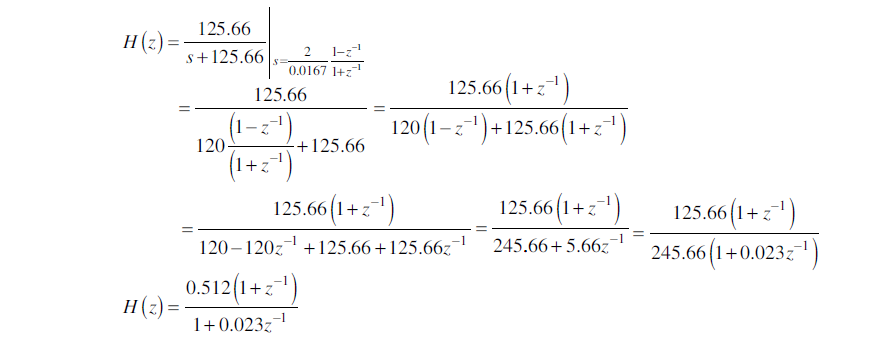 H(z) = 125.66 / (s + 125.66) |_{s = (2/0.0167) (1−z^{-1})/(1+z^{-1})}
= 125.66 / (120 (1−z^{-1})/(1+z^{-1}) + 125.66) = 125.66(1+z^{-1}) / (120(1−z^{-1})+125.66(1+z^{-1}))
= 125.66(1+z^{-1}) / (120−120z^{-1}+125.66+125.66z^{-1}) = 125.66(1+z^{-1}) / (245.66+5.66z^{-1}) = 125.66(1+z^{-1}) / (245.66(1+0.023z^{-1}))
H(z) = 0.512(1+z^{-1}) / (1+0.023z^{-1})